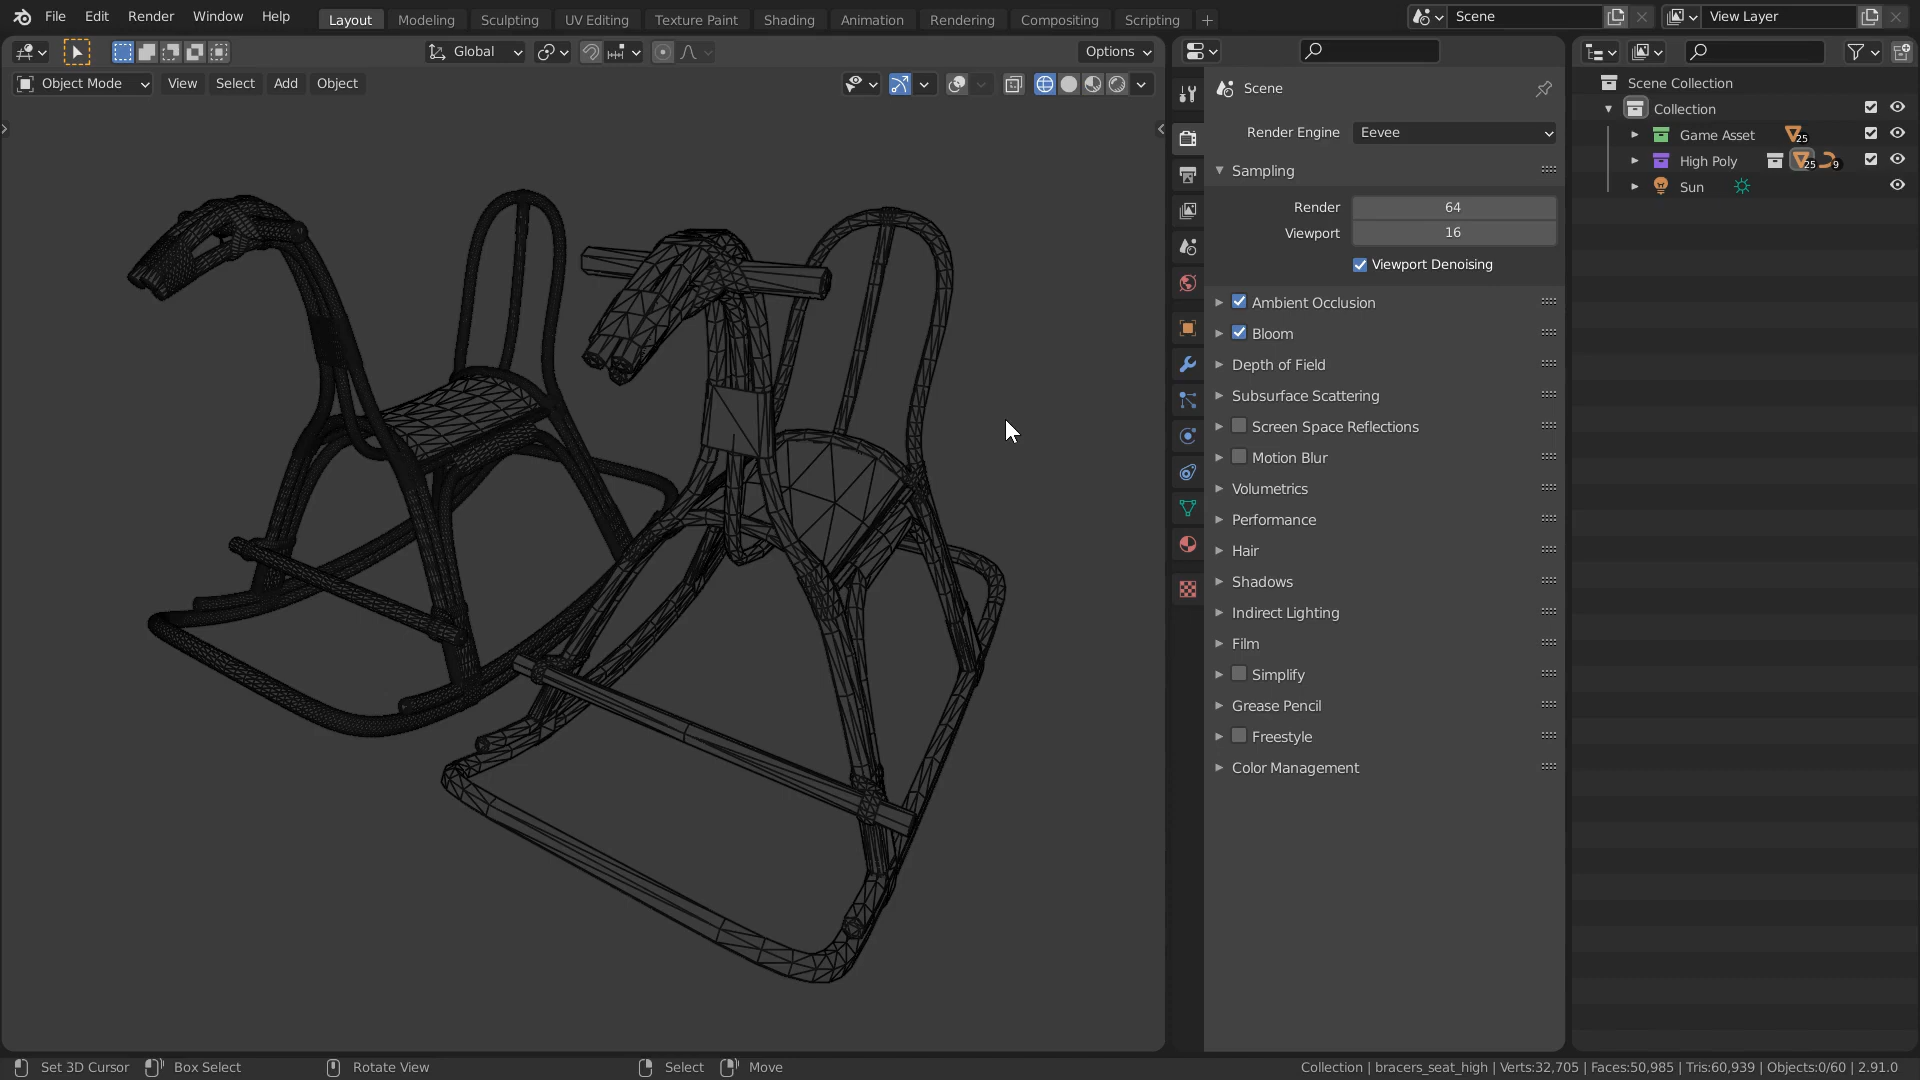 File Edit Render Window Help Layout Modeling Sculpting UV Editing Texture Paint Shading Animation Rendering Compositing Scripting + Scene View Layer
Global Options
Object Mode View Select Add Object
Scene
Render Engine Eevee
Sampling
Render 64
Viewport 16
Viewport Denoising
Ambient Occlusion
Bloom
Depth of Field
Subsurface Scattering
Screen Space Reflections
Motion Blur
Volumetrics
Performance
Hair
Shadows
Indirect Lighting
Film
Simplify
Grease Pencil
Freestyle
Color Management
Scene Collection
Collection
Game Asset 25
High Poly 25 9
Sun
Set 3D Cursor Box Select Rotate View Select Move Collection | bracers_seat_high | Verts:32,705 | Faces:50,985 | Tris:60,939 | Objects:0/60 | 2.91.0